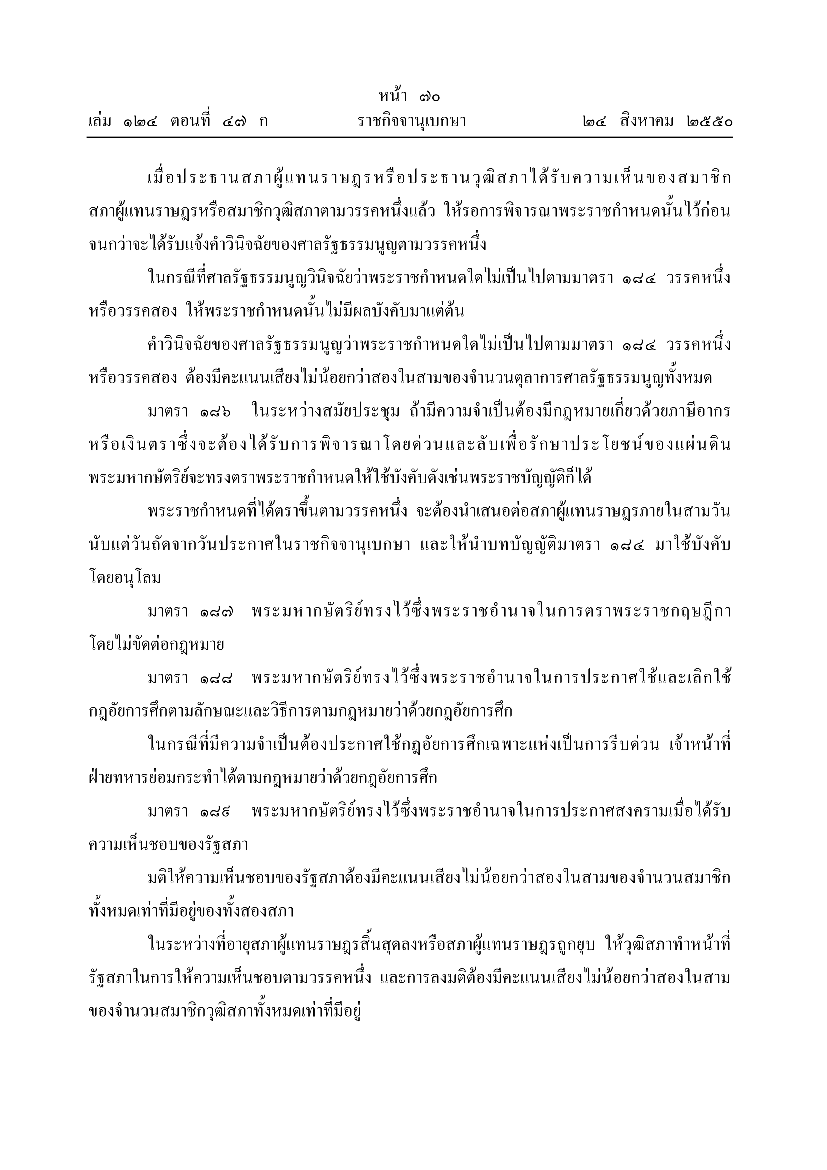 หน้า ๗๐
เล่ม ๑๒๔ ตอนที่ ๔๗ ก ราชกิจจานุเบกษา ๒๔ สิงหาคม ๒๕๕๐
เมื่อประธานสภาผู้แทนราษฎรหรือประธานวุฒิสภาได้รับความเห็นของสมาชิก
สภาผู้แทนราษฎรหรือสมาชิกวุฒิสภาตามวรรคหนึ่งแล้ว ให้รอการพิจารณาพระราชกำหนดนั้นไว้ก่อน
จนกว่าจะได้รับแจ้งคำวินิจฉัยของศาลรัฐธรรมนูญตามวรรคหนึ่ง
ในกรณีที่ศาลรัฐธรรมนูญวินิจฉัยว่าพระราชกำหนดใดไม่เป็นไปตามมาตรา ๑๘๔ วรรคหนึ่ง
หรือวรรคสอง ให้พระราชกำหนดนั้นไม่มีผลบังคับมาแต่ต้น
คำวินิจฉัยของศาลรัฐธรรมนูญว่าพระราชกำหนดใดไม่เป็นไปตามมาตรา ๑๘๔ วรรคหนึ่ง
หรือวรรคสอง ต้องมีคะแนนเสียงไม่น้อยกว่าสองในสามของจำนวนตุลาการศาลรัฐธรรมนูญทั้งหมด
มาตรา ๑๘๖ ในระหว่างสมัยประชุม ถ้ามีความจำเป็นต้องมีกฎหมายเกี่ยวด้วยภาษีอากร
หรือเงินตราซึ่งจะต้องได้รับการพิจารณาโดยด่วนและลับเพื่อรักษาประโยชน์ของแผ่นดิน
พระมหากษัตริย์จะทรงตราพระราชกำหนดให้ใช้บังคับดังเช่นพระราชบัญญัติก็ได้
พระราชกำหนดที่ได้ตราขึ้นตามวรรคหนึ่ง จะต้องนำเสนอต่อสภาผู้แทนราษฎรภายในสามวัน
นับแต่วันถัดจากวันประกาศในราชกิจจานุเบกษา และให้นำบทบัญญัติมาตรา ๑๘๔ มาใช้บังคับ
โดยอนุโลม
มาตรา ๑๘๗ พระมหากษัตริย์ทรงไว้ซึ่งพระราชอำนาจในการตราพระราชกฤษฎีกา
โดยไม่ขัดต่อกฎหมาย
มาตรา ๑๘๘ พระมหากษัตริย์ทรงไว้ซึ่งพระราชอำนาจในการประกาศใช้และเลิกใช้
กฎอัยการศึกตามลักษณะและวิธีการตามกฎหมายว่าด้วยกฎอัยการศึก
ในกรณีที่มีความจำเป็นต้องประกาศใช้กฎอัยการศึกเฉพาะแห่งเป็นการรีบด่วน เจ้าหน้าที่
ฝ่ายทหารย่อมกระทำได้ตามกฎหมายว่าด้วยกฎอัยการศึก
มาตรา ๑๘๙ พระมหากษัตริย์ทรงไว้ซึ่งพระราชอำนาจในการประกาศสงครามเมื่อได้รับ
ความเห็นชอบของรัฐสภา
มติให้ความเห็นชอบของรัฐสภาต้องมีคะแนนเสียงไม่น้อยกว่าสองในสามของจำนวนสมาชิก
ทั้งหมดเท่าที่มีอยู่ของทั้งสองสภา
ในระหว่างที่อายุสภาผู้แทนราษฎรสิ้นสุดลงหรือสภาผู้แทนราษฎรถูกยุบ ให้วุฒิสภาทำหน้าที่
รัฐสภาในการให้ความเห็นชอบตามวรรคหนึ่ง และการลงมติต้องมีคะแนนเสียงไม่น้อยกว่าสองในสาม
ของจำนวนสมาชิกวุฒิสภาทั้งหมดเท่าที่มีอยู่